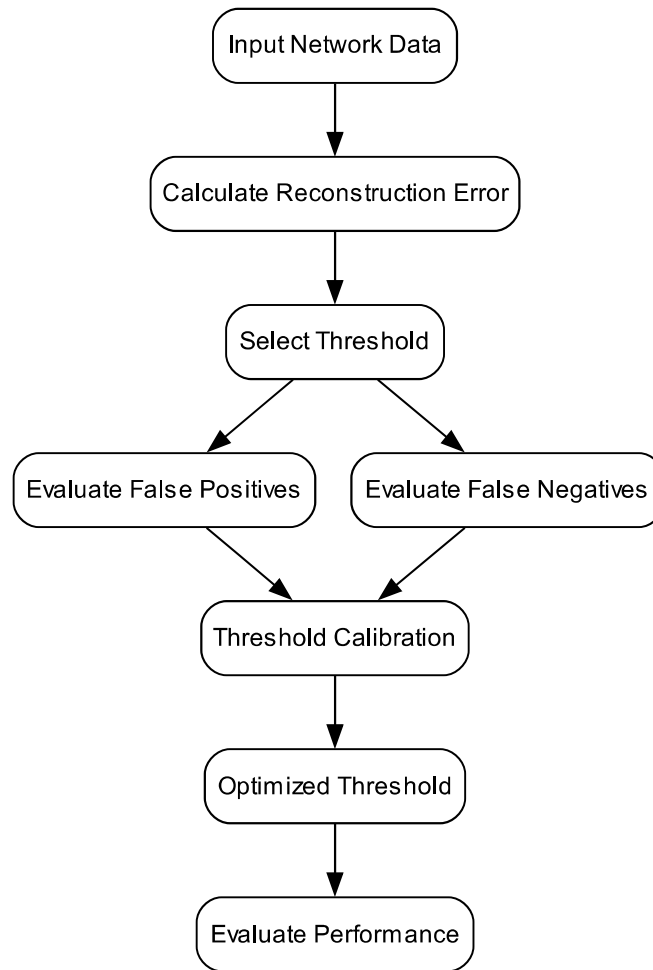 Input Network Data
Calculate Reconstruction Error
Select Threshold
Evaluate False Positives
Evaluate False Negatives
Threshold Calibration
Optimized Threshold
Evaluate Performance